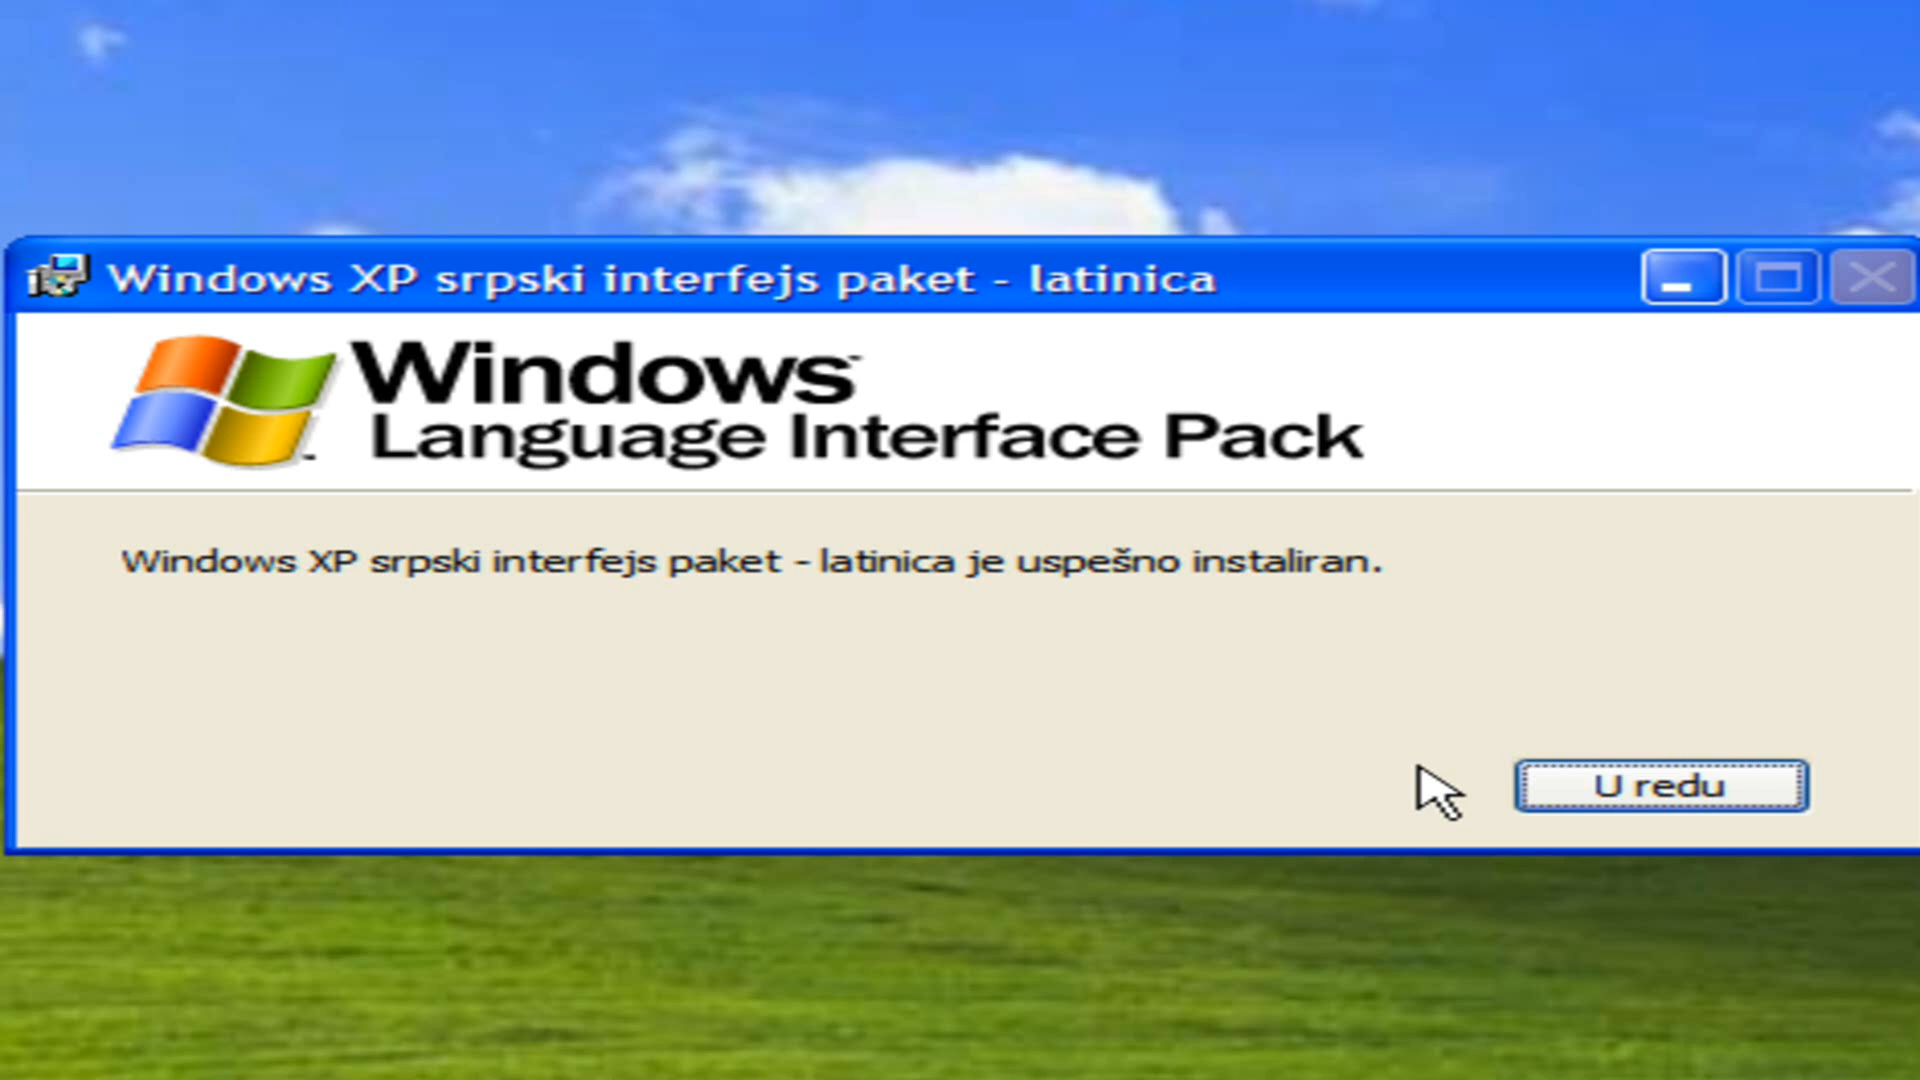 Windows XP srpski interfejs paket - latinica
Windows
Language Interface Pack
Windows XP srpski interfejs paket - latinica je uspešno instaliran.
U redu